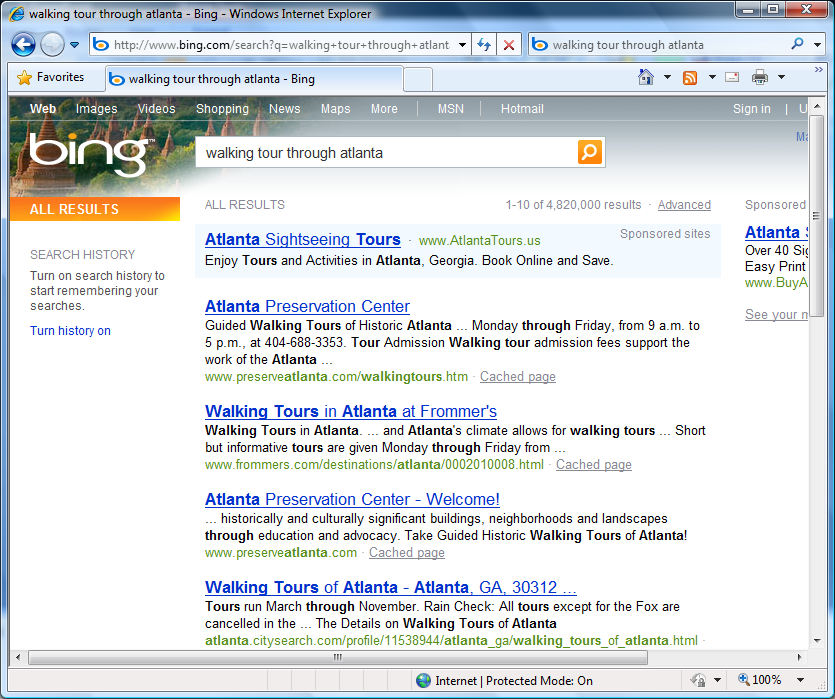 walking tour through atlanta - Bing - Windows Internet Explorer
http://www.bing.com/search?q=walking+tour+through+atlant
walking tour through atlanta
Favorites
walking tour through atlanta - Bing
Web Images Videos Shopping News Maps More | MSN | Hotmail Sign in | U
bing™
walking tour through atlanta
Ma
ALL RESULTS
ALL RESULTS 1-10 of 4,820,000 results · Advanced
Sponsored
SEARCH HISTORY
Turn on search history to
start remembering your
searches.
Turn history on
Atlanta Sightseeing Tours · www.AtlantaTours.us Sponsored sites
Enjoy Tours and Activities in Atlanta, Georgia. Book Online and Save.
Atlanta Preservation Center
Guided Walking Tours of Historic Atlanta ... Monday through Friday, from 9 a.m. to
5 p.m., at 404-688-3353. Tour Admission Walking tour admission fees support the
work of the Atlanta ...
www.preserveatlanta.com/walkingtours.htm · Cached page
Walking Tours in Atlanta at Frommer's
Walking Tours in Atlanta. ... and Atlanta's climate allows for walking tours ... Short
but informative tours are given Monday through Friday from ...
www.frommers.com/destinations/atlanta/0002010008.html · Cached page
Atlanta Preservation Center - Welcome!
... historically and culturally significant buildings, neighborhoods and landscapes
through education and advocacy. Take Guided Historic Walking Tours of Atlanta!
www.preserveatlanta.com · Cached page
Walking Tours of Atlanta - Atlanta, GA, 30312 ...
Tours run March through November. Rain Check: All tours except for the Fox are
cancelled in the ... The Details on Walking Tours of Atlanta
atlanta.citysearch.com/profile/11538944/atlanta_ga/walking_tours_of_atlanta.html ·
Atlanta S
Over 40 Sig
Easy Print
www.BuyA
See your m
Internet | Protected Mode: On
100%